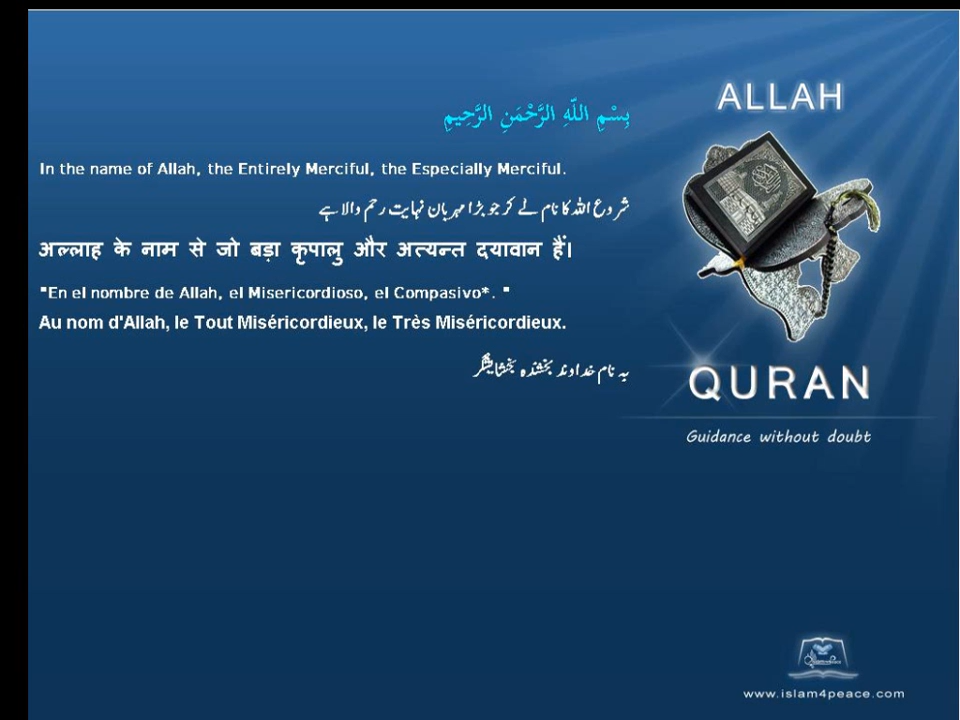 بِسْمِ اللَّهِ الرَّحْمَنِ الرَّحِيمِ
In the name of Allah, the Entirely Merciful, the Especially Merciful.
شروع الله کا نام لے کر جو بڑا مہربان نہایت رحم والا ہے
अल्लाह के नाम से जो बड़ा कृपालु और अत्यन्त दयावान हैं।
"En el nombre de Allah, el Misericordioso, el Compasivo*. "
Au nom d'Allah, le Tout Miséricordieux, le Très Miséricordieux.
به نام خداوند بخشنده بخشایشگر
ALLAH
QURAN
Guidance without doubt
www.islam4peace.com